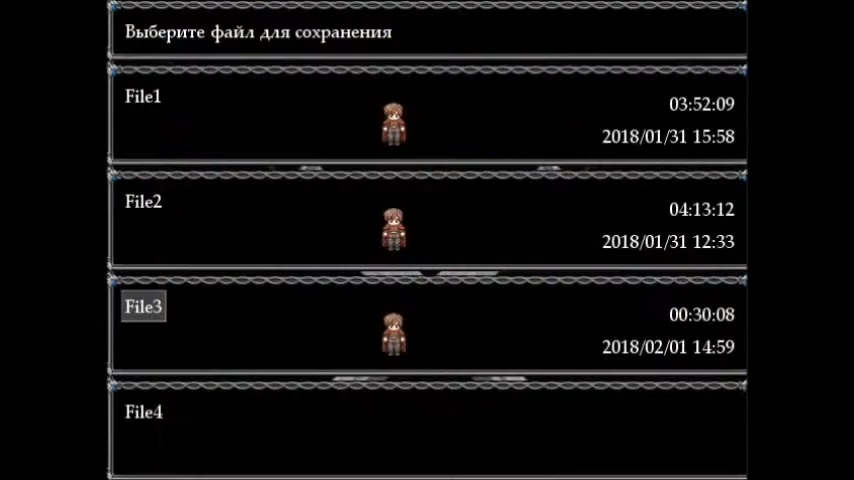 Выберите файл для сохранения
File1
03:52:09
2018/01/31 15:58
File2
04:13:12
2018/01/31 12:33
File3
00:30:08
2018/02/01 14:59
File4